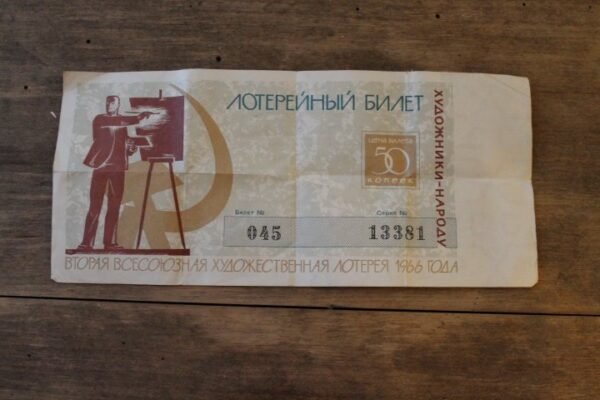 ЛОТЕРЕЙНЫЙ БИЛЕТ
ХУДОЖНИКИ-НАРОДУ
ЦЕНА БИЛЕТА
50
КОПЕЕК
Билет № Серия №
045 13381
ВТОРАЯ ВСЕСОЮЗНАЯ ХУДОЖЕСТВЕННАЯ ЛОТЕРЕЯ 1966 ГОДА